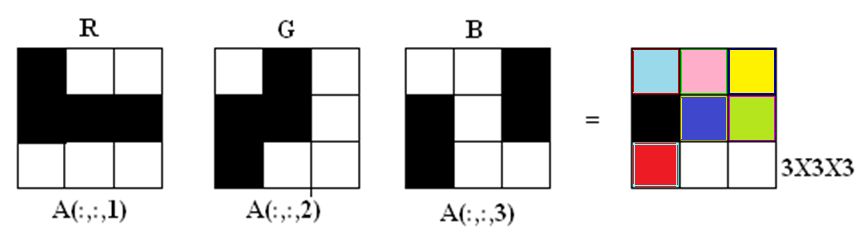 R G B
=
3X3X3
A(:,:,1) A(:,:,2) A(:,:,3)